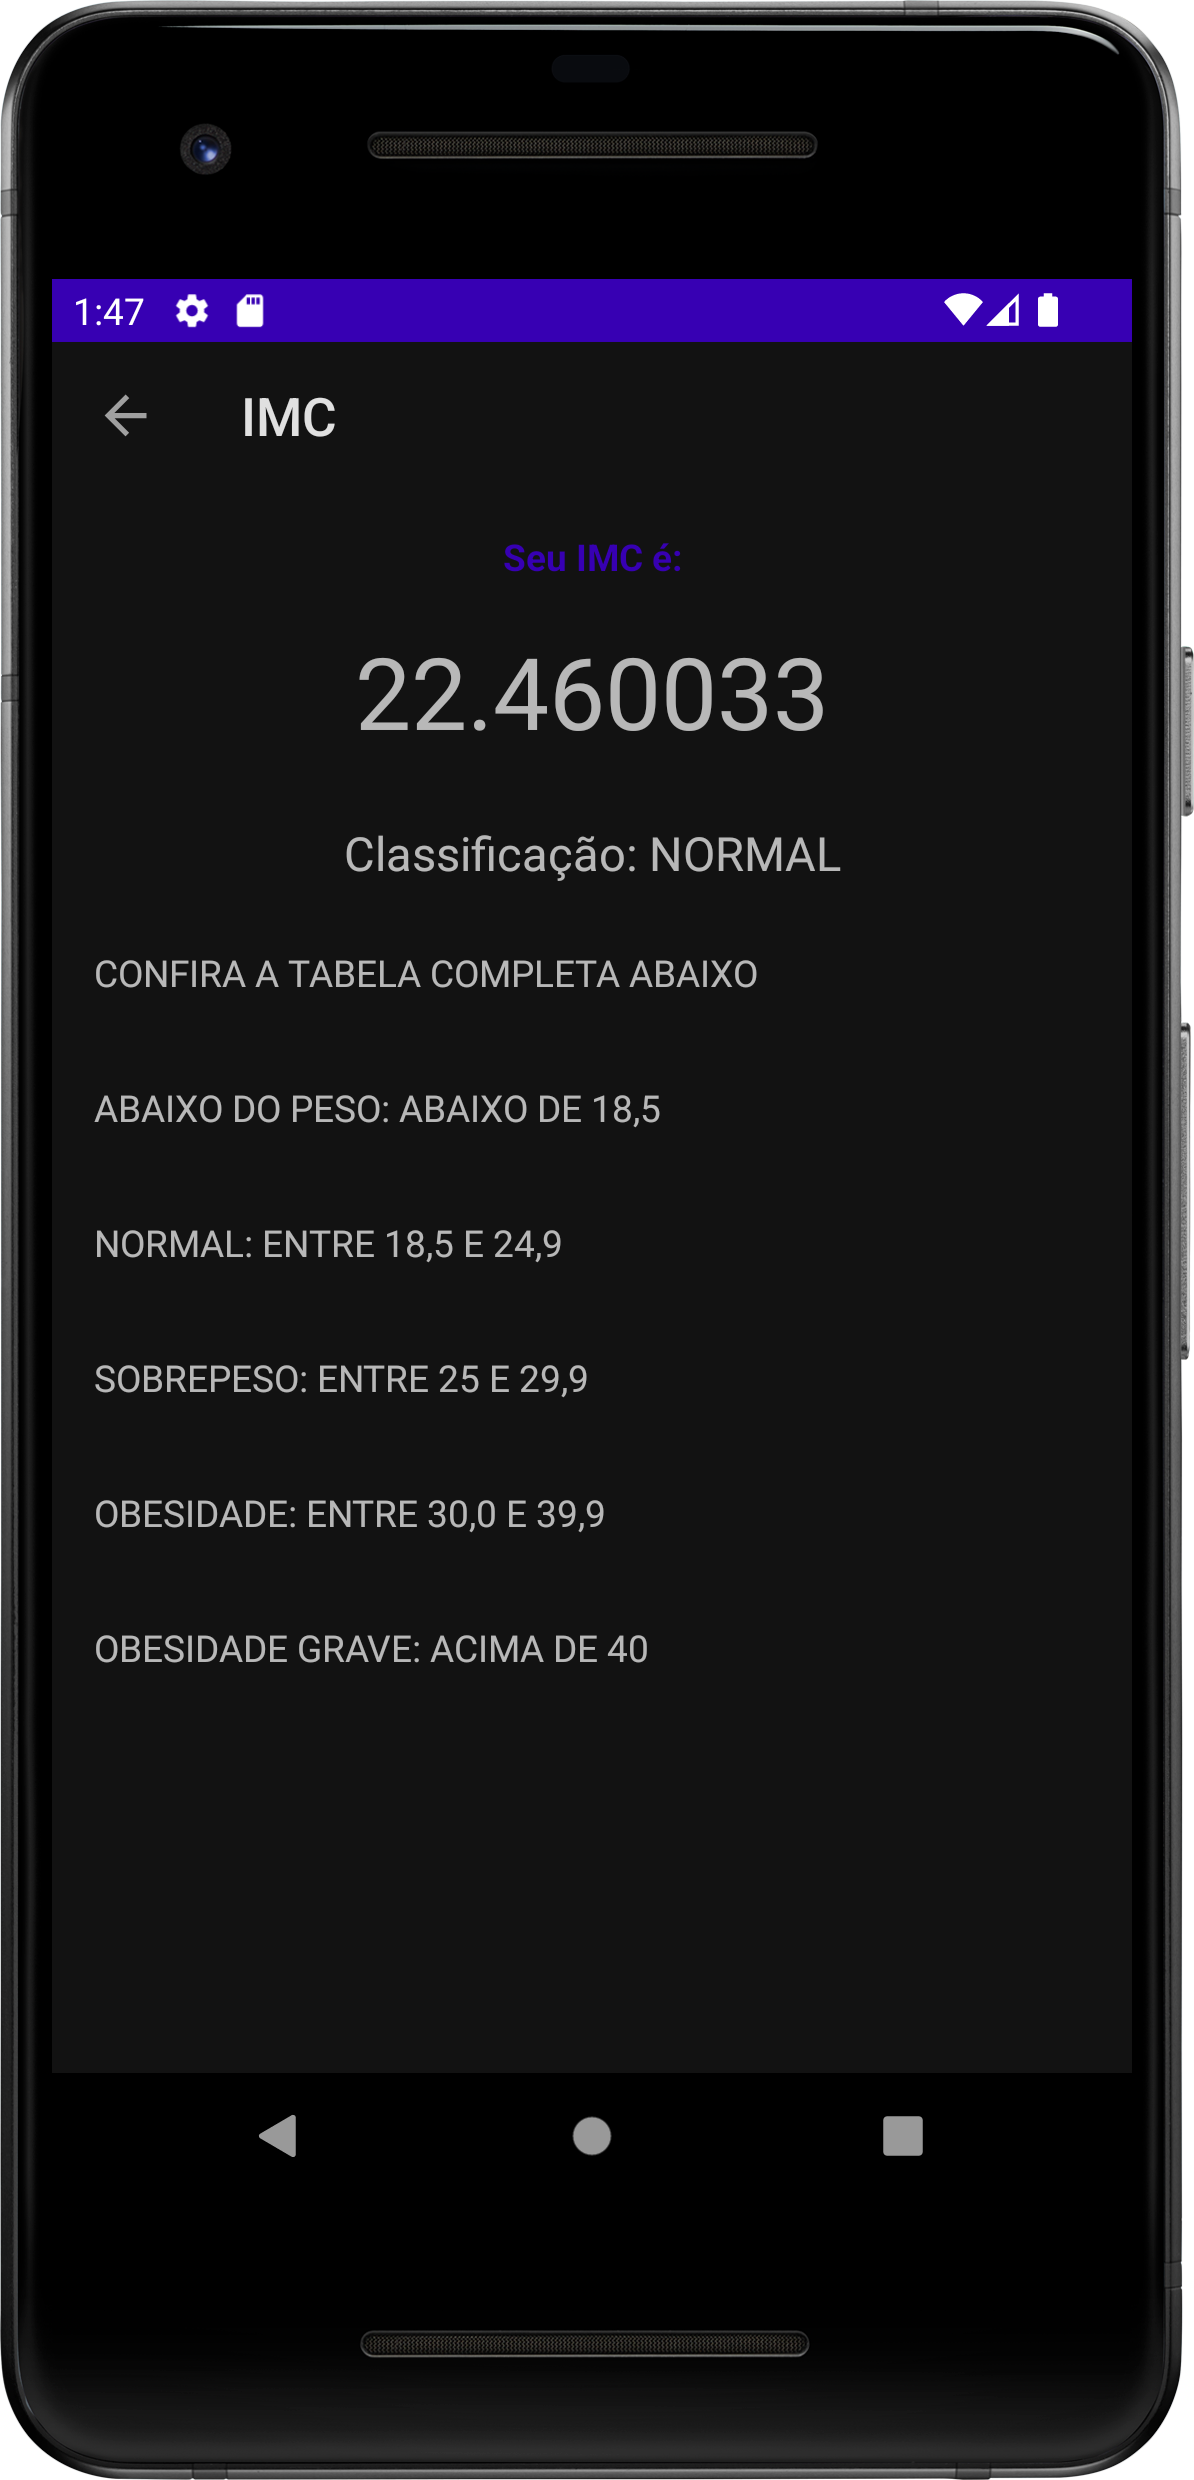 1:47
IMC
Seu IMC é:
22.460033
Classificação: NORMAL
CONFIRA A TABELA COMPLETA ABAIXO
ABAIXO DO PESO: ABAIXO DE 18,5
NORMAL: ENTRE 18,5 E 24,9
SOBREPESO: ENTRE 25 E 29,9
OBESIDADE: ENTRE 30,0 E 39,9
OBESIDADE GRAVE: ACIMA DE 40